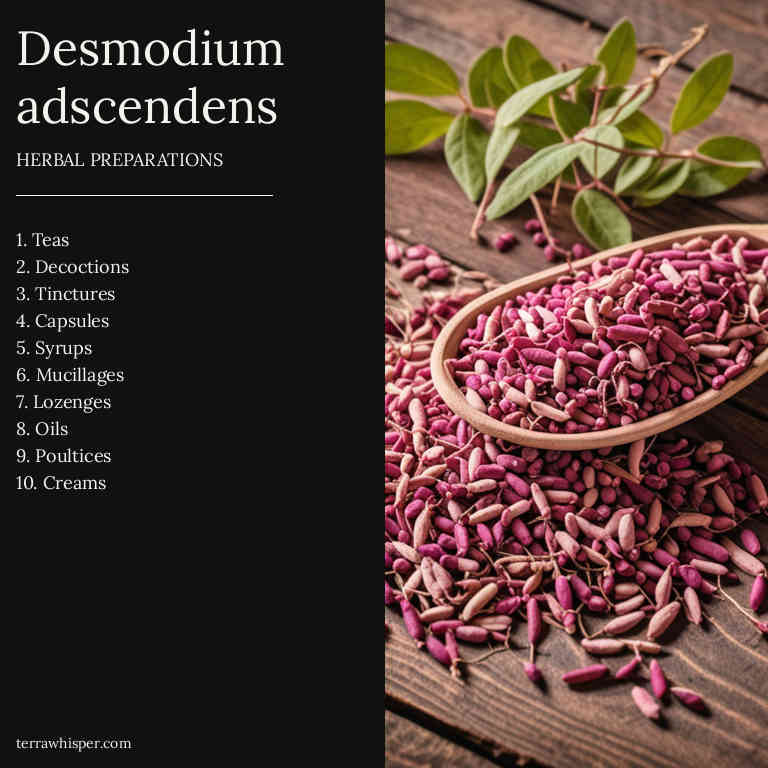 Desmodium
adscendens
HERBAL PREPARATIONS
1. Teas
2. Decoctions
3. Tinctures
4. Capsules
5. Syrups
6. Mucillages
7. Lozenges
8. Oils
9. Poultices
10. Creams
terrawhisper.com